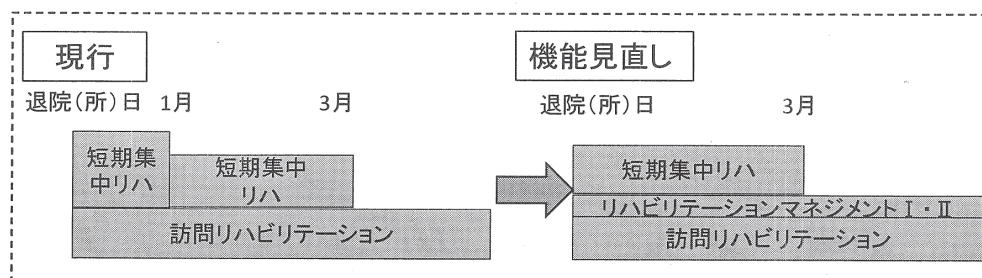 現行
退院(所)日 1月 3月
短期集
中リハ
短期集中
リハ
訪問リハビリテーション
機能見直し
退院(所)日 3月
短期集中リハ
リハビリテーションマネジメントⅠ・Ⅱ
訪問リハビリテーション